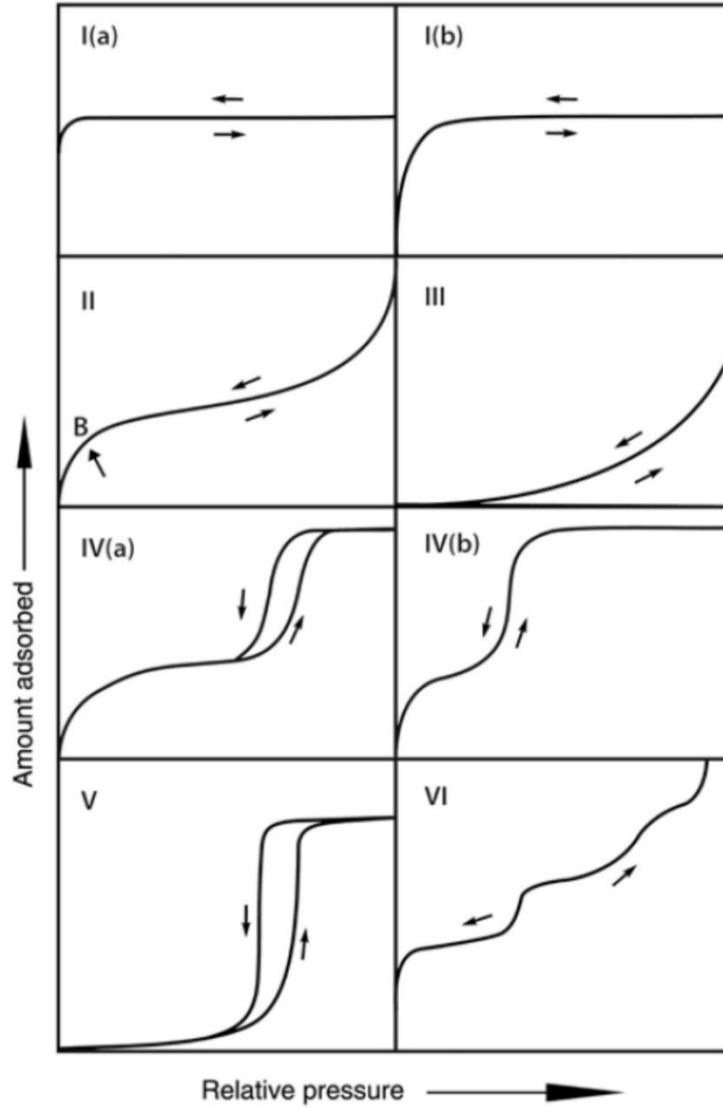 I(a)
I(b)
II
III
B
IV(a)
IV(b)
V
VI
Amount adsorbed
Relative pressure